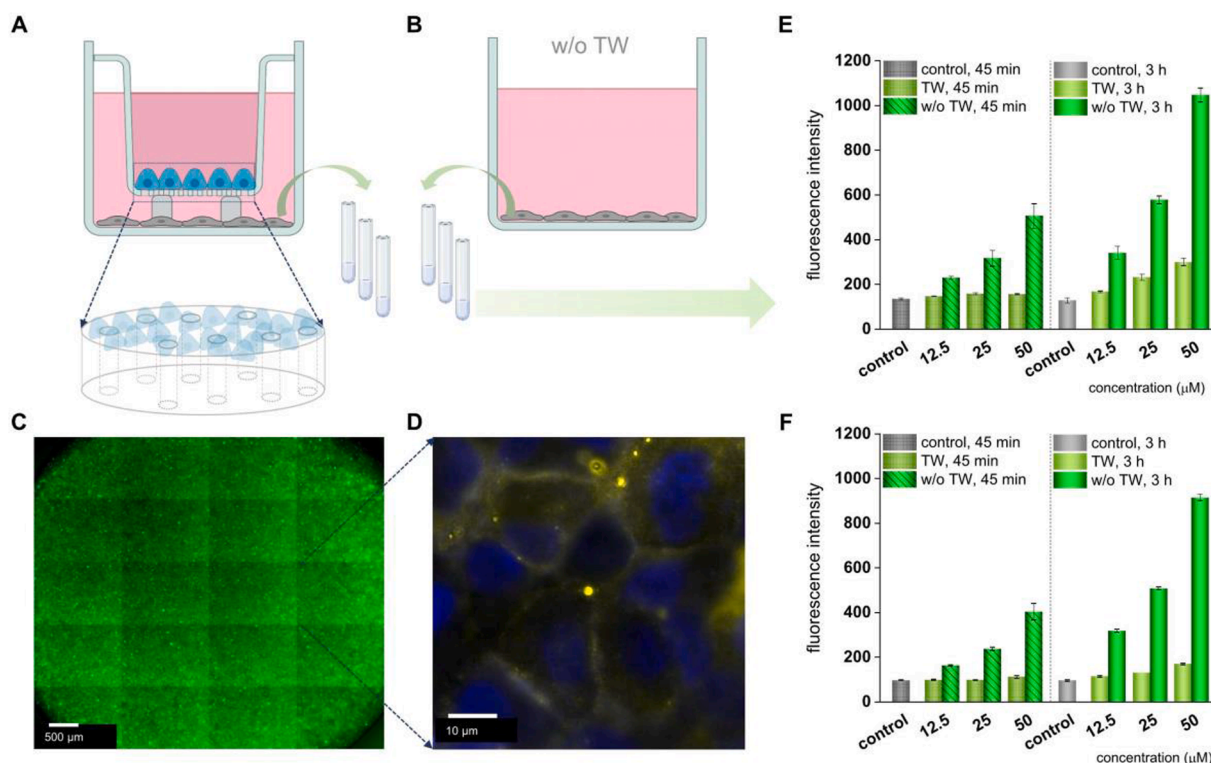 A
B
w/o TW
E
fluorescence intensity
1200
1000
800
600
400
200
0
control, 45 min
TW, 45 min
w/o TW, 45 min
control, 3 h
TW, 3 h
w/o TW, 3 h
control
12.5
25
50
control
12.5
25
50
concentration (μM)
C
500 μm
D
10 μm
F
fluorescence intensity
1200
1000
800
600
400
200
0
control, 45 min
TW, 45 min
w/o TW, 45 min
control, 3 h
TW, 3 h
w/o TW, 3 h
control
12.5
25
50
control
12.5
25
50
concentration (μM)